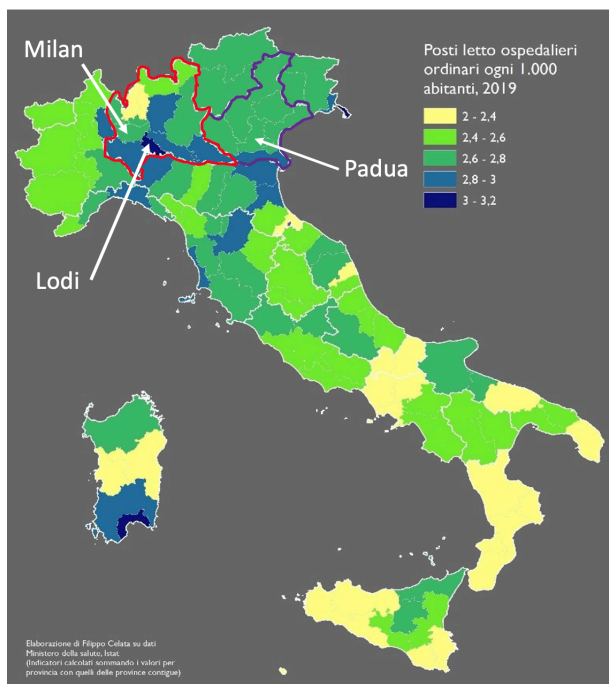 Milan
Posti letto ospedalieri
ordinari ogni 1.000
abitanti, 2019
2 - 2,4
2,4 - 2,6
2,6 - 2,8
2,8 - 3
3 - 3,2
Padua
Lodi
Elaborazione di Filippo Celata su dati
Ministero della salute, Istat
(Indicatori calcolati sommando i valori per
provincia con quelli delle province contigue)